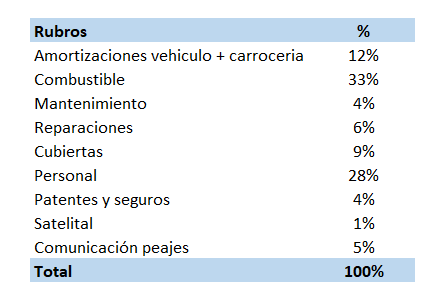 Rubros %
Amortizaciones vehiculo + carroceria 12%
Combustible 33%
Mantenimiento 4%
Reparaciones 6%
Cubiertas 9%
Personal 28%
Patentes y seguros 4%
Satelital 1%
Comunicación peajes 5%
Total 100%